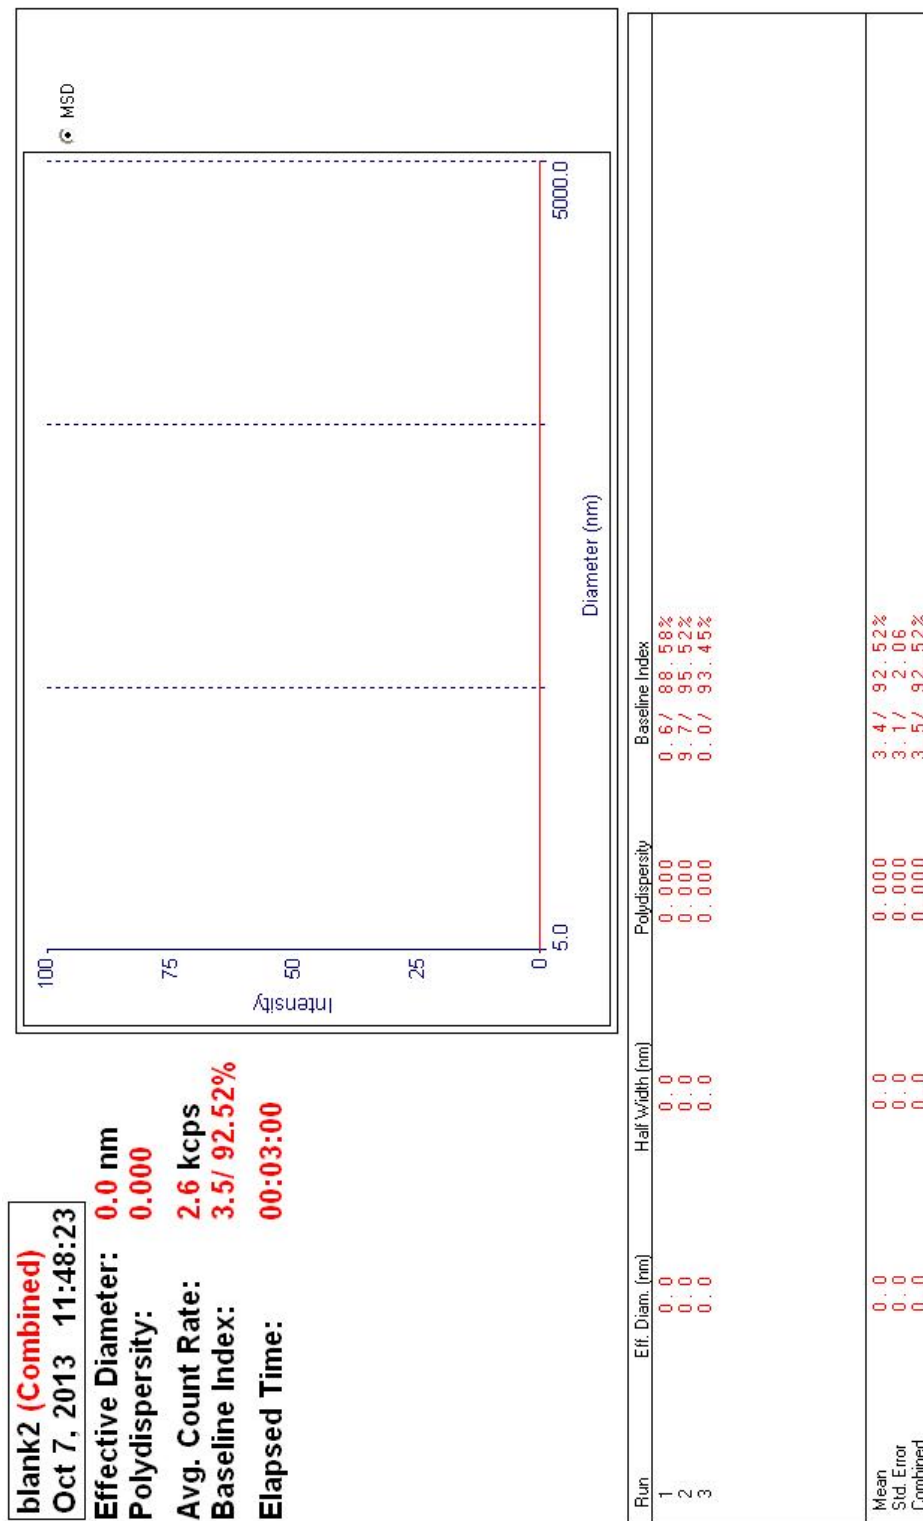 blank2 (Combined)
Oct 7, 2013 11:48:23
Effective Diameter: 0.0 nm
Polydispersity: 0.000
Avg. Count Rate: 2.6 kcps
Baseline Index: 3.5/ 92.52%
Elapsed Time: 00:03:00
MSD
100
75
50
25
0
Intensity
5.0
5000.0
Diameter (nm)
Run Eff. Diam. (nm) Half Width (nm) Polydispersity Baseline Index
1 0.0 0.0 0.000 0.6/ 88.58%
2 0.0 0.0 0.000 9.7/ 95.52%
3 0.0 0.0 0.000 0.0/ 93.45%
Mean 0.0 0.0 0.000 3.4/ 92.52%
Std. Error 0.0 0.0 0.000 3.1/ 2.06
Combined 0.0 0.0 0.000 3.5/ 92.52%